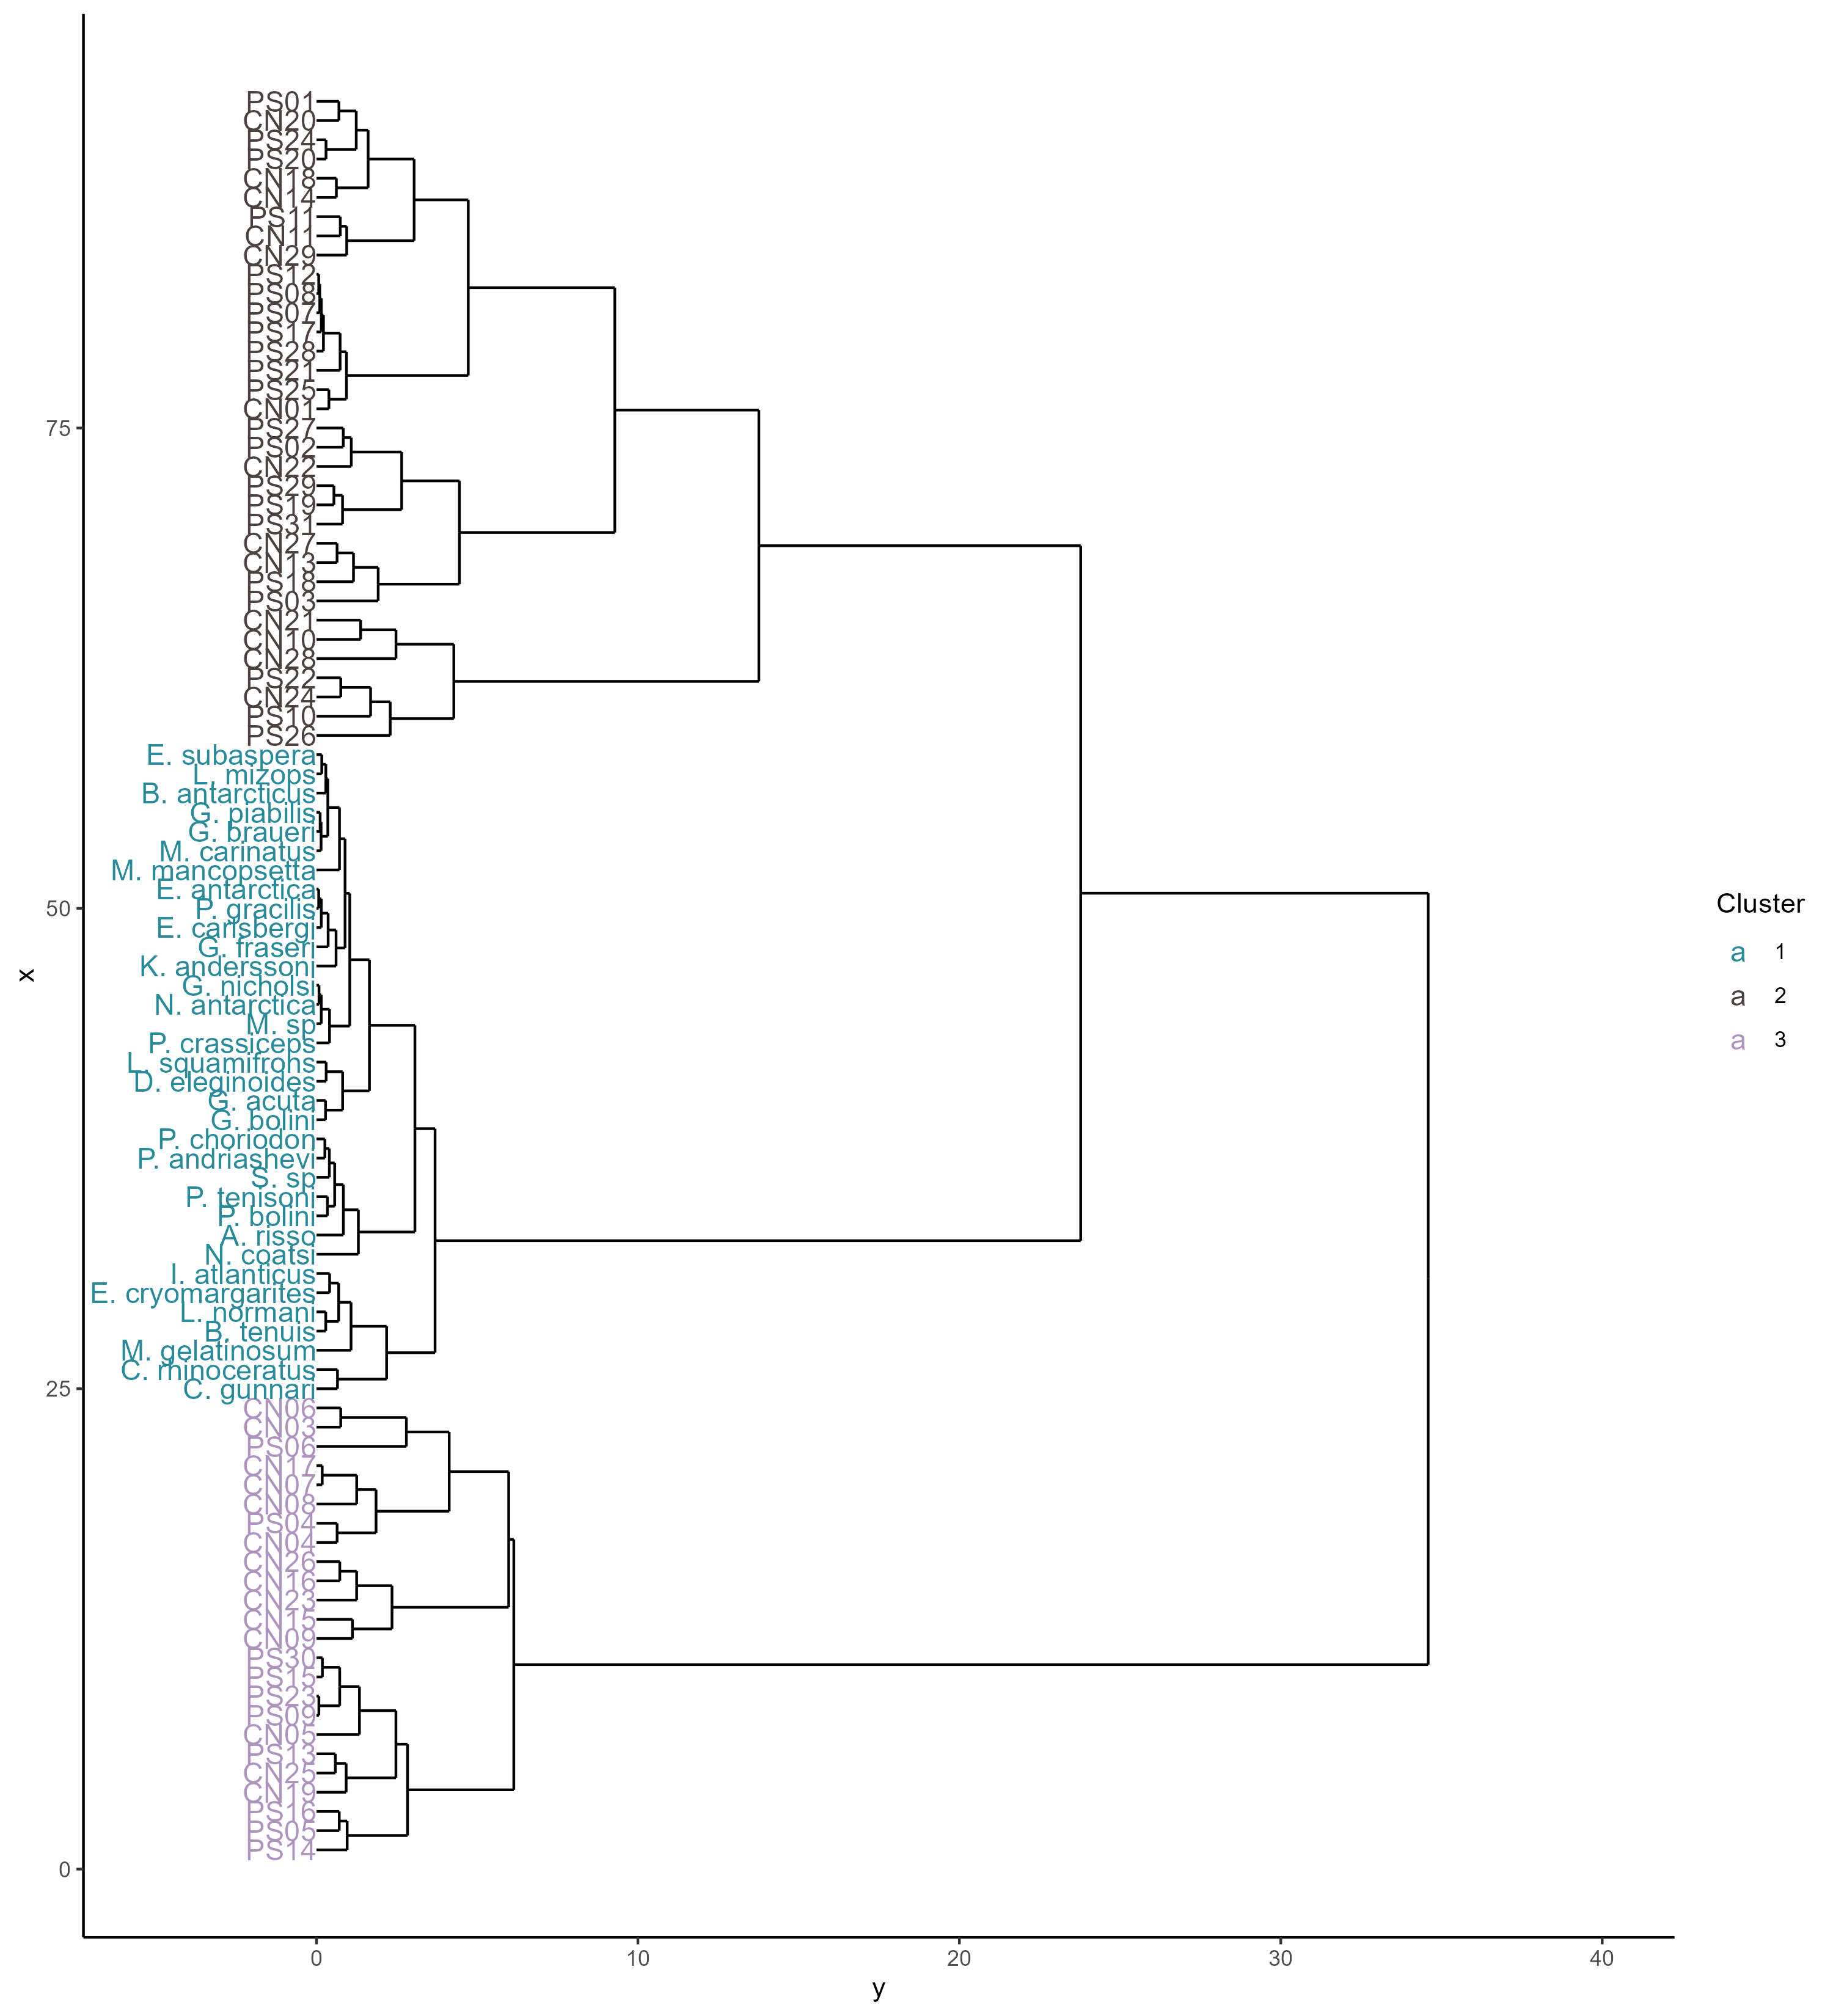 PS01
CN20
PS24
PS20
CN18
CN14
PS11
CN11
CN29
PS12
PS08
PS07
PS17
PS28
PS21
PS25
CN01
75
PS27
PS02
CN22
PS29
PS19
PS31
CN27
CN13
PS18
PS03
CN21
CN10
CN28
PS22
CN24
PS10
PS26
E. subaspera
L. mizops
B. antarcticus
G. piabilis
G. braueri
M. carinatus
M. mancopsetta
E. antarctica
50
P. gracilis
E. carlsbergi
G. fraseri
K. anderssoni
x
G. nicholsi
N. antarctica
M. sp
P. crassiceps
L. squamifrons
D. eleginoides
G. acuta
G. bolini
P. choriodon
P. andriashevi
S. sp
P. tenisoni
P. bolini
A. risso
N. coatsi
I. atlanticus
E. cryomargarites
L. normani
B. tenuis
M. gelatinosum
C. rhinoceratus
25
C. gunnari
CN06
CN03
PS06
CN17
CN07
CN08
PS04
CN04
CN26
CN16
CN23
CN15
CN09
PS30
PS15
PS23
PS09
CN05
PS13
CN25
CN19
PS16
PS05
PS14
0
0 10 20 30 40
y
Cluster
a 1
a 2
a 3